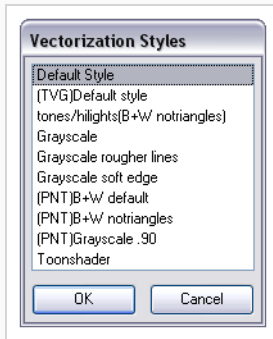 Vectorization Styles
Default Style
(TVG)Default style
tones/hilights(B+W notriangles)
Grayscale
Grayscale rougher lines
Grayscale soft edge
(PNT)B+W default
(PNT)B+W notriangles
(PNT)Grayscale .90
Toonshader
OK Cancel